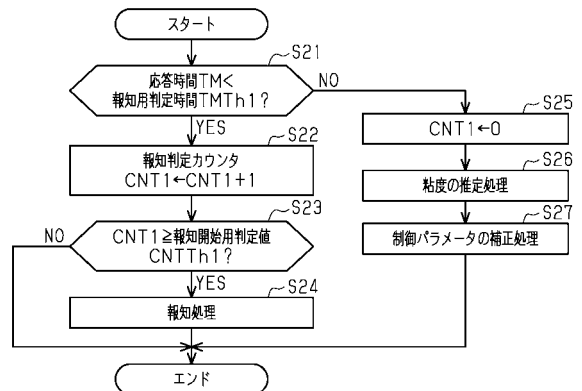 スタート
S21
応答時間TM<
報知用判定時間TMTh1?
NO
YES
S22
報知判定カウンタ
CNT1←CNT1+1
S23
NO
CNT1≧報知開始用判定値
CNTTh1?
YES
S24
報知処理
S25
CNT1←0
S26
粘度の推定処理
S27
制御パラメータの補正処理
エンド